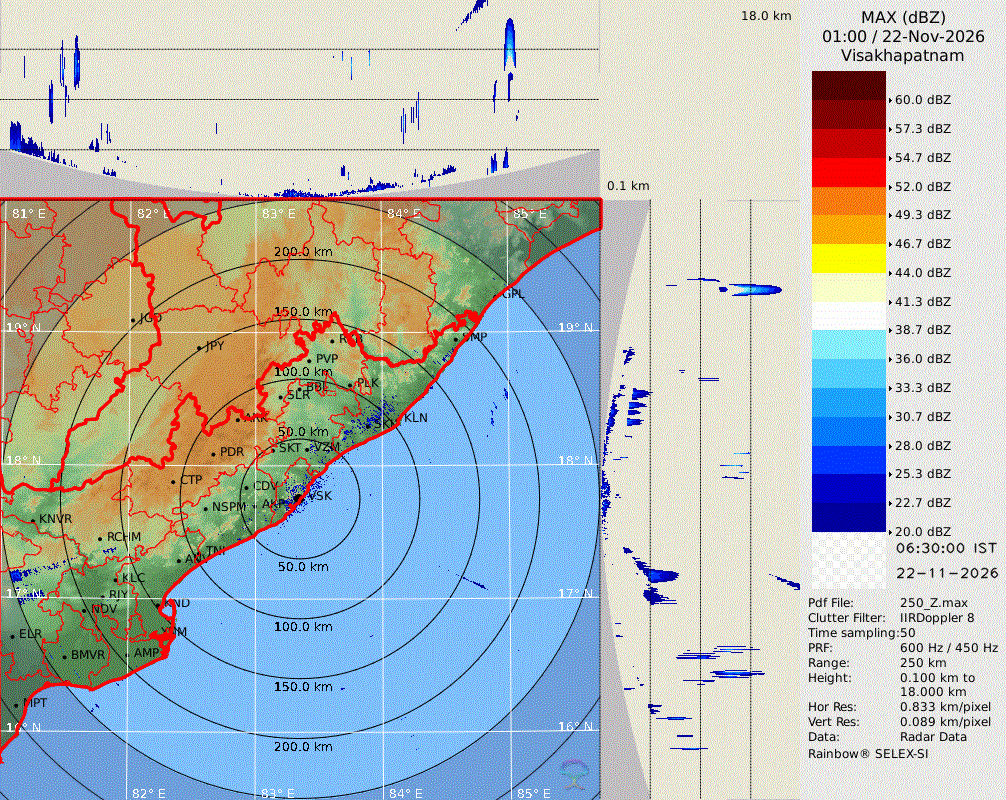 18.0 km
0.1 km
MAX (dBZ)
01:00 / 22-Nov-2026
Visakhapatnam
60.0 dBZ
57.3 dBZ
54.7 dBZ
52.0 dBZ
49.3 dBZ
46.7 dBZ
44.0 dBZ
41.3 dBZ
38.7 dBZ
36.0 dBZ
33.3 dBZ
30.7 dBZ
28.0 dBZ
25.3 dBZ
22.7 dBZ
20.0 dBZ
06:30:00 IST
22-11-2026
Pdf File: 250_Z.max
Clutter Filter: IIRDoppler 8
Time sampling:50
PRF: 600 Hz / 450 Hz
Range: 250 km
Height: 0.100 km to
18.000 km
Hor Res: 0.833 km/pixel
Vert Res: 0.089 km/pixel
Data: Radar Data
Rainbow® SELEX-SI
81° E 82° E 83° E 84° E 85° E
200.0 km
GPL
150.0 km
JGD
19° N 19° N
JPY
PVP
100.0 km
PLK
SLR
KLN
50.0 km
SKT VZM
PDR
18° N 18° N
CTP
CDV
VSK
NSPM
KNVR
RCHM
TNI
50.0 km
KLC
RJY
17° N 17° N
KND
NDV
100.0 km
ELR
BMVR AMP
150.0 km
MPT
16° N 16° N
200.0 km
82° E 83° E 84° E 85° E